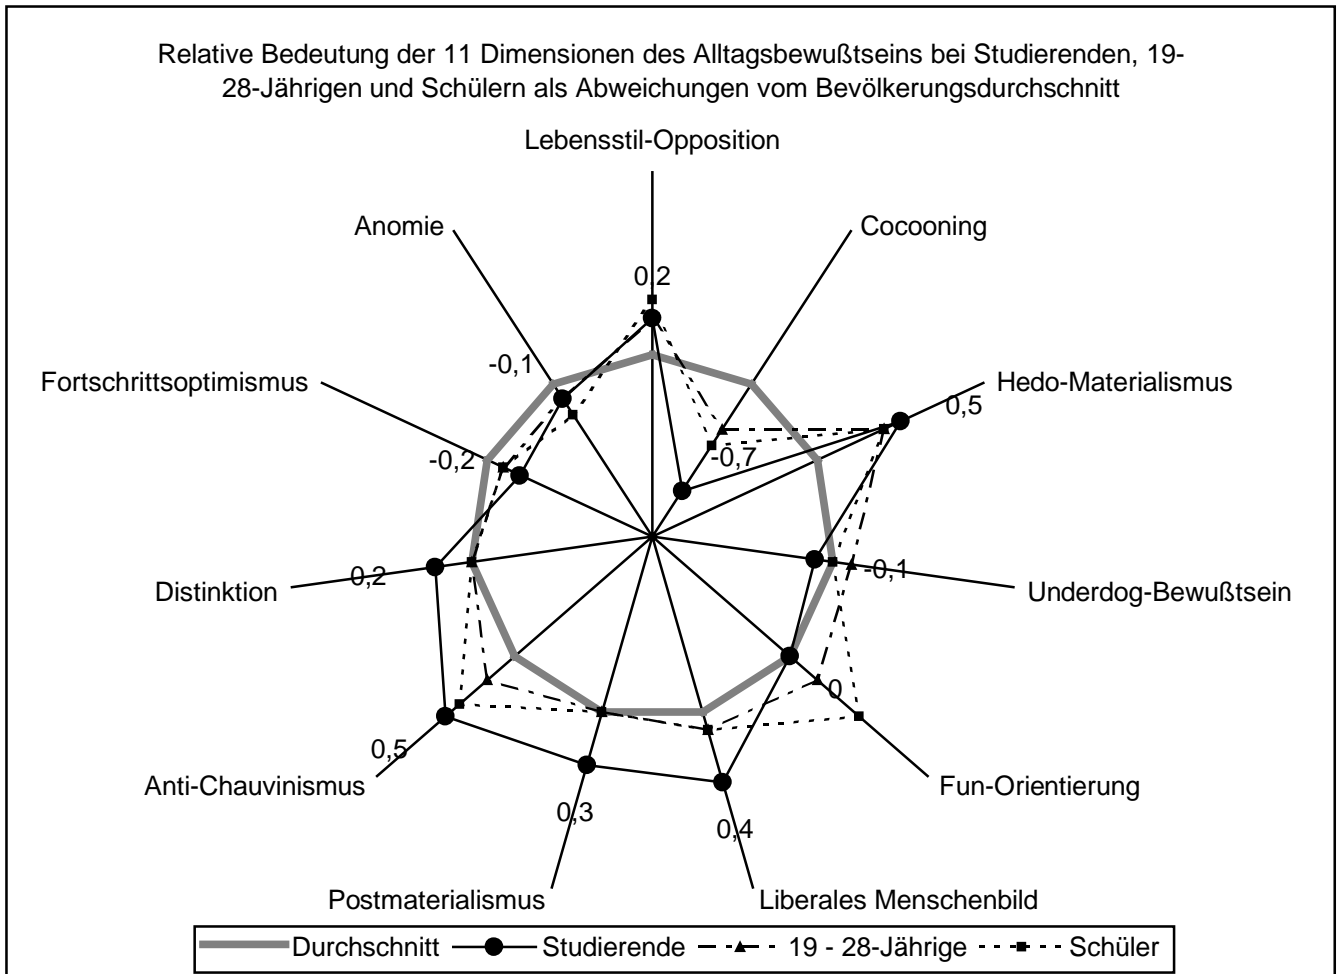 Relative Bedeutung der 11 Dimensionen des Alltagsbewußtseins bei Studierenden, 19-
28-Jährigen und Schülern als Abweichungen vom Bevölkerungsdurchschnitt
Lebensstil-Opposition
Anomie
Cocooning
0,2
-0,1
Fortschrittsoptimismus
Hedo-Materialismus
0,5
-0,2
-0,7
0,2
-0,1
Distinktion
Underdog-Bewußtsein
0
0,5
Anti-Chauvinismus
Fun-Orientierung
0,3
0,4
Postmaterialismus
Liberales Menschenbild
Durchschnitt Studierende 19 - 28-Jährige Schüler